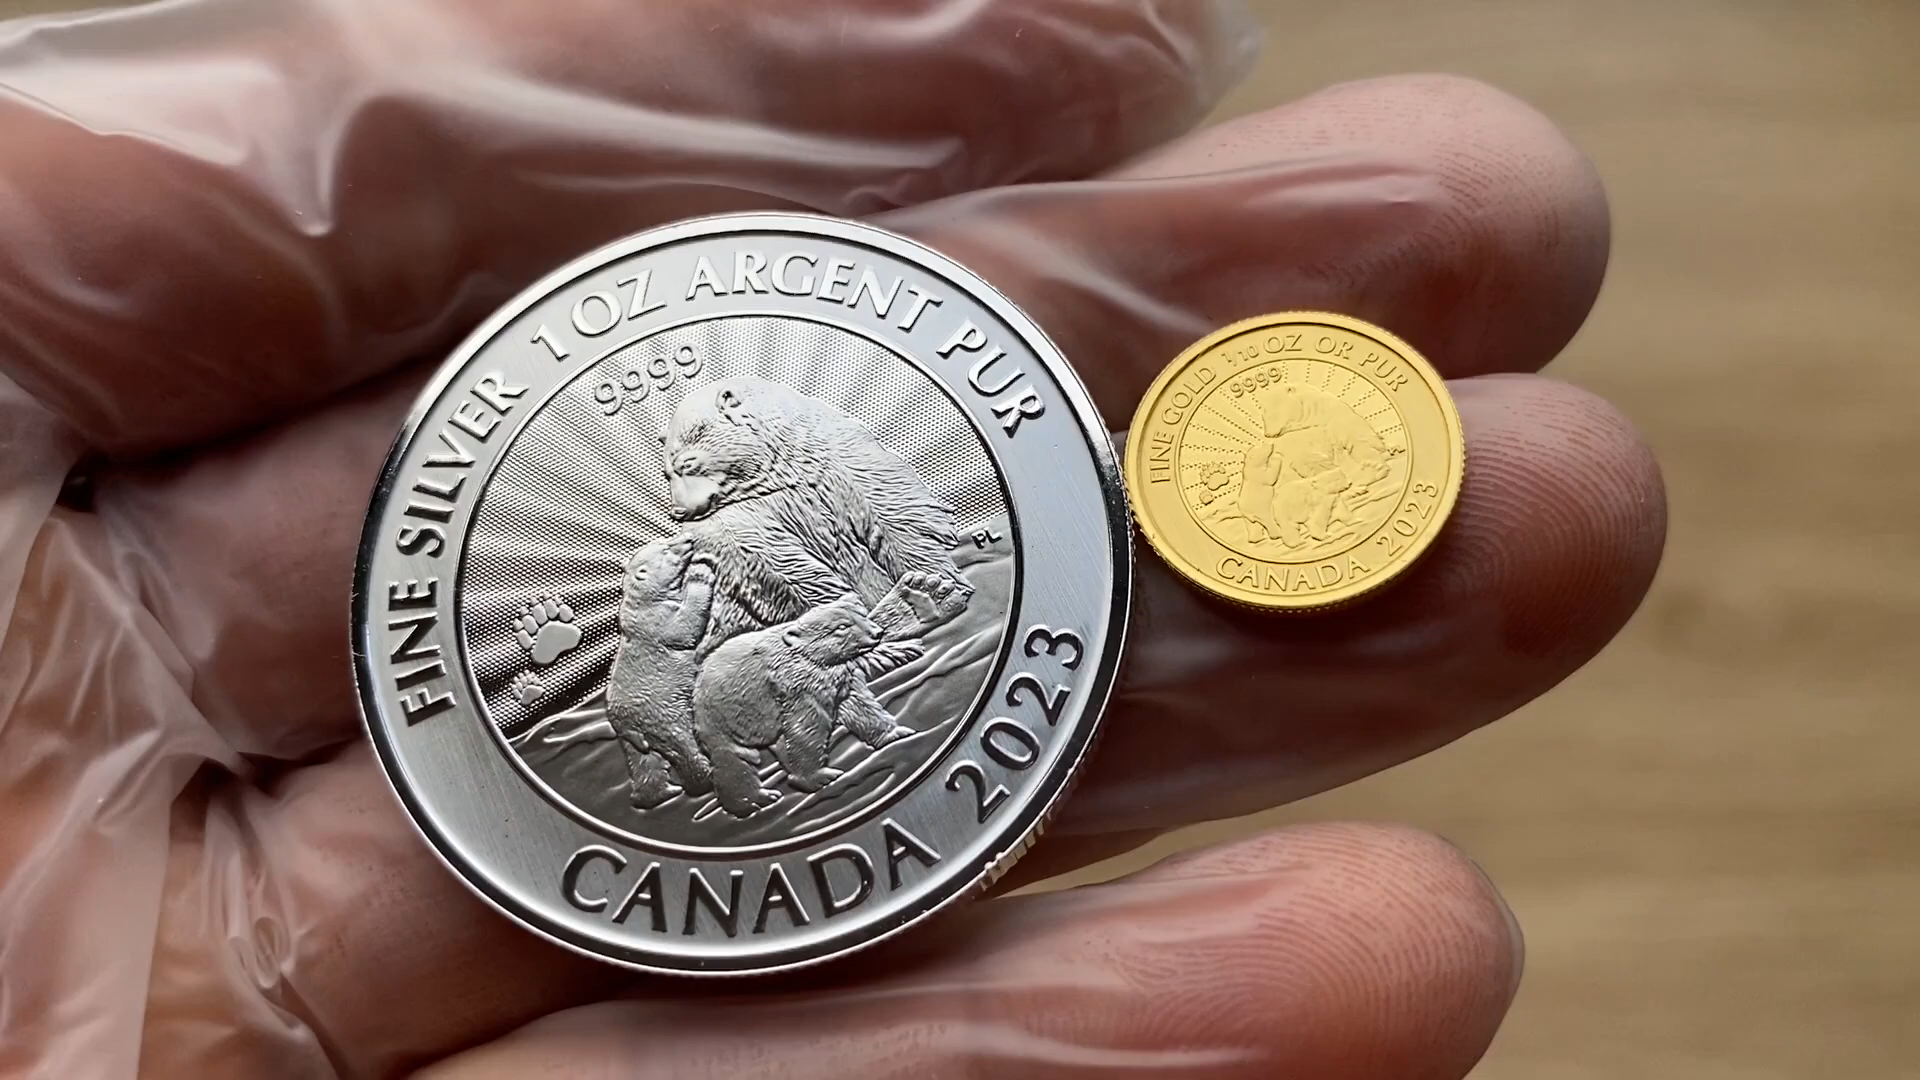 FINE SILVER 1 OZ ARGENT PUR
9999
PL
CANADA 2023
FINE GOLD 1/10 OZ OR PUR
9999
CANADA 2023